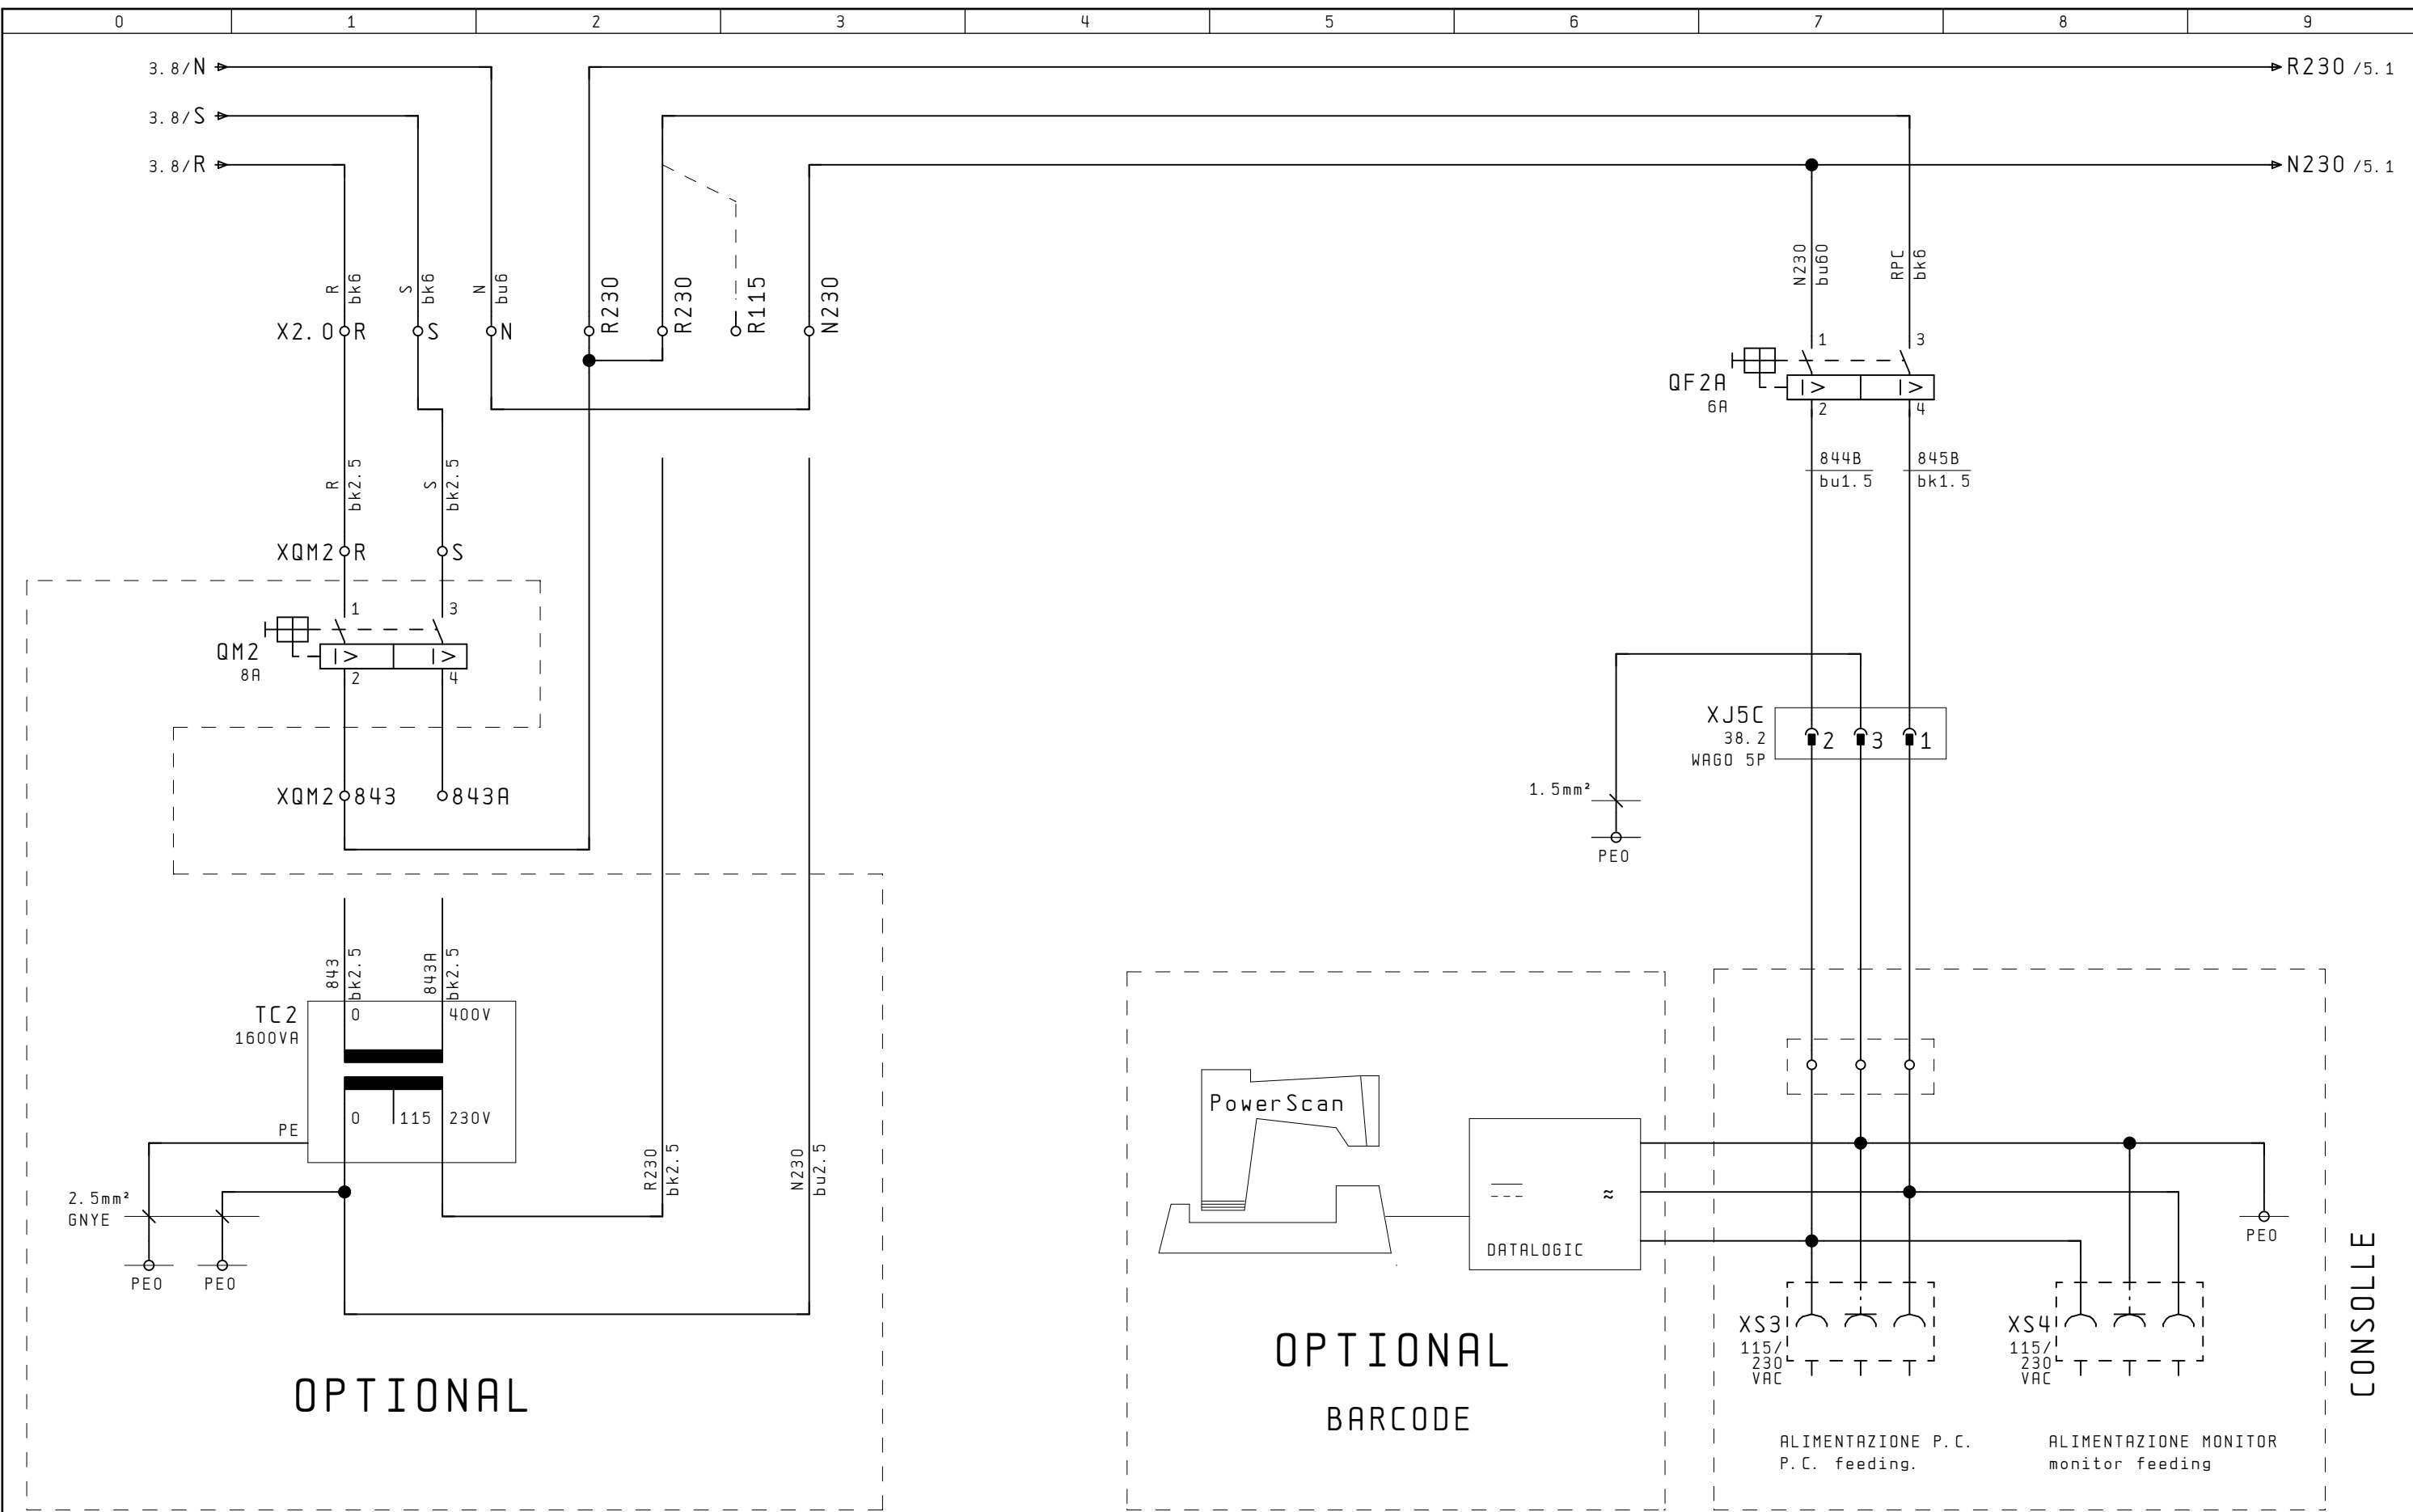 0 1 2 3 4 5 6 7 8 9
3.8/N
R230 /5.1
3.8/S
3.8/R
N230 /5.1
R
bk6
S
bk6
N
bu6
R230
R230
R115
N230
N230
bu60
RPC
bk6
X2.0 R S N
1 3
QF2A
6A
2 4
R
bk2.5
S
bk2.5
844B
bu1.5
845B
bk1.5
XQM2 R S
1 3
QM2
8A
I> I>
I> I>
2 4
XJ5C
38.2
WAGO 5P
2 3 1
XQM2 843 843A
1.5mm²
PE0
843
bk2.5
843A
bk2.5
TC2
1600VA
0 400V
0 115 230V
PE
2.5mm²
GNYE
PE0 PE0
R230
bk2.5
N230
bu2.5
PowerScan
≈
DATALOGIC
PE0
OPTIONAL
OPTIONAL
BARCODE
XS3
115/
230
VAC
XS4
115/
230
VAC
ALIMENTAZIONE P.C.
P.C. feeding.
ALIMENTAZIONE MONITOR
monitor feeding
CONSOLLE